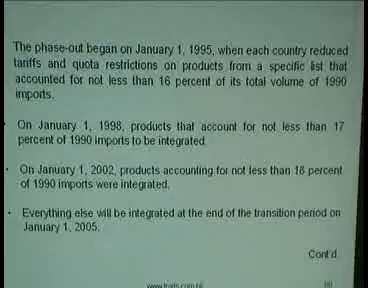 The phase-out began on January 1, 1995, when each country reduced
tariffs and quota restrictions on products from a specific list that
accounted for not less than 16 percent of its total volume of 1990
imports.
On January 1, 1998, products that account for not less than 17
percent of 1990 imports to be integrated.
• On January 1, 2002, products accounting for not less than 18 percent
of 1990 imports were integrated.
• Everything else will be integrated at the end of the transition period on
January 1, 2005.
Cont'd